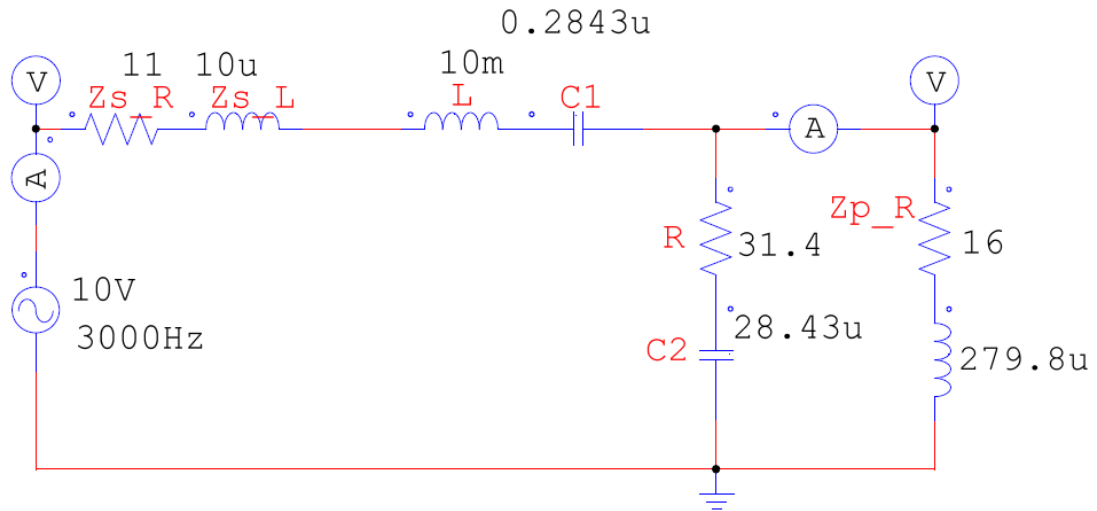 0.2843u
11 10u 10m
V Zs_R Zs_L L C1 V
A
A
10V
3000Hz
R 31.4
C2 28.43u
Zp_R 16
279.8u